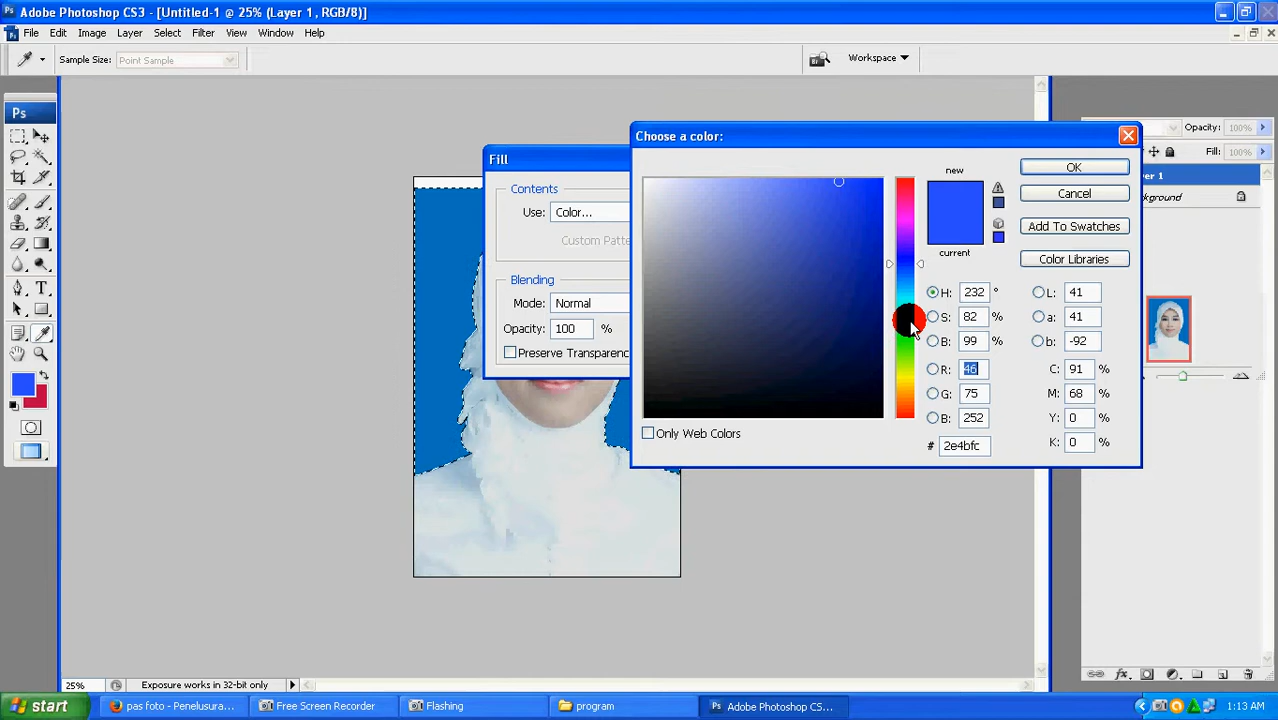 Adobe Photoshop CS3 - [Untitled-1 @ 25% (Layer 1, RGB/8)]
File Edit Image Layer Select Filter View Window Help
Sample Size: Point Sample
Workspace
Ps
Choose a color:
Opacity: 100%
Fill: 100%
Fill
Contents
Use: Color...
Custom Patte
Blending
Mode: Normal
Opacity: 100 %
Preserve Transparenc
new
current
OK
Cancel
Add To Swatches
Color Libraries
H: 232 °
S: 82 %
B: 99 %
R: 46
G: 75
B: 252
# 2e4bfc
L: 41
a: 41
b: -92
C: 91 %
M: 68 %
Y: 0 %
K: 0 %
Only Web Colors
25% Exposure works in 32-bit only
start pas foto - Penelusura... Free Screen Recorder Flashing program Adobe Photoshop CS... 1:13 AM